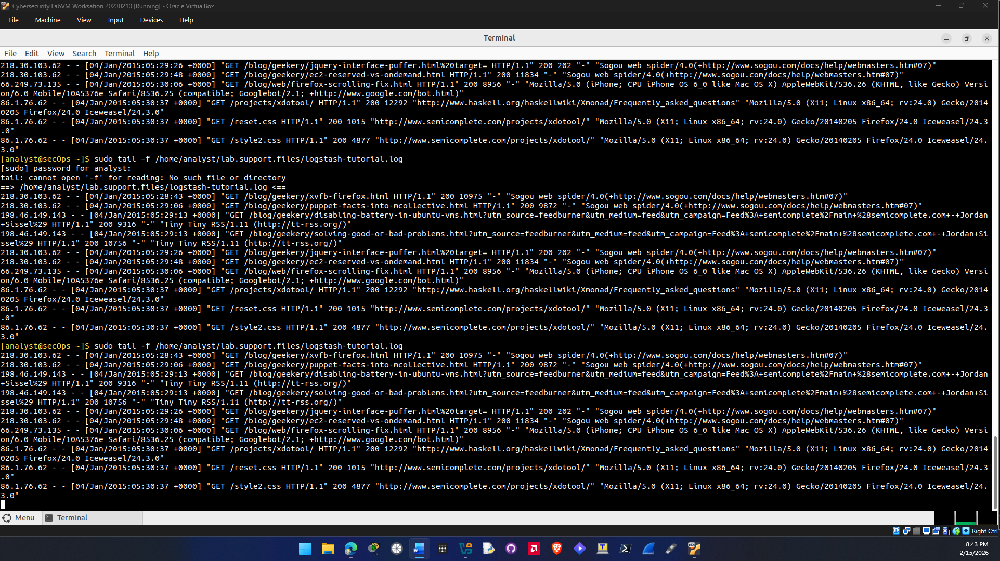 Cybersecurity LabVM Worksation 20230210 [Running] - Oracle VirtualBox
File Machine View Input Devices Help
Terminal
File Edit View Search Terminal Help
218.30.103.62 - - [04/Jan/2015:05:29:26 +0000] "GET /blog/geekery/jquery-interface-puffer.html%20target= HTTP/1.1" 200 202 "-" "Sogou web spider/4.0(+http://www.sogou.com/docs/help/webmasters.htm#07)"
218.30.103.62 - - [04/Jan/2015:05:29:48 +0000] "GET /blog/geekery/ec2-reserved-vs-ondemand.html HTTP/1.1" 200 11834 "-" "Sogou web spider/4.0(+http://www.sogou.com/docs/help/webmasters.htm#07)"
66.249.73.135 - - [04/Jan/2015:05:30:06 +0000] "GET /blog/web/firefox-scrolling-fix.html HTTP/1.1" 200 8956 "-" "Mozilla/5.0 (iPhone; CPU iPhone OS 6_0 like Mac OS X) AppleWebKit/536.26 (KHTML, like Gecko) Versi
on/6.0 Mobile/10A5376e Safari/8536.25 (compatible; Googlebot/2.1; +http://www.google.com/bot.html)"
86.1.76.62 - - [04/Jan/2015:05:30:37 +0000] "GET /projects/xdotool/ HTTP/1.1" 200 12292 "http://www.haskell.org/haskellwiki/Xmonad/Frequently_asked_questions" "Mozilla/5.0 (X11; Linux x86_64; rv:24.0) Gecko/2014
0205 Firefox/24.0 Iceweasel/24.3.0"
86.1.76.62 - - [04/Jan/2015:05:30:37 +0000] "GET /reset.css HTTP/1.1" 200 1015 "http://www.semicomplete.com/projects/xdotool/" "Mozilla/5.0 (X11; Linux x86_64; rv:24.0) Gecko/20140205 Firefox/24.0 Iceweasel/24.3
.0"
86.1.76.62 - - [04/Jan/2015:05:30:37 +0000] "GET /style2.css HTTP/1.1" 200 4877 "http://www.semicomplete.com/projects/xdotool/" "Mozilla/5.0 (X11; Linux x86_64; rv:24.0) Gecko/20140205 Firefox/24.0 Iceweasel/24.
3.0"
[analyst@secOps ~]$ sudo tail –f /home/analyst/lab.support.files/logstash-tutorial.log
[sudo] password for analyst:
tail: cannot open '–f' for reading: No such file or directory
==> /home/analyst/lab.support.files/logstash-tutorial.log <==
218.30.103.62 - - [04/Jan/2015:05:28:43 +0000] "GET /blog/geekery/xvfb-firefox.html HTTP/1.1" 200 10975 "-" "Sogou web spider/4.0(+http://www.sogou.com/docs/help/webmasters.htm#07)"
218.30.103.62 - - [04/Jan/2015:05:29:06 +0000] "GET /blog/geekery/puppet-facts-into-mcollective.html HTTP/1.1" 200 9872 "-" "Sogou web spider/4.0(+http://www.sogou.com/docs/help/webmasters.htm#07)"
198.46.149.143 - - [04/Jan/2015:05:29:13 +0000] "GET /blog/geekery/disabling-battery-in-ubuntu-vms.html?utm_source=feedburner&utm_medium=feed&utm_campaign=Feed%3A+semicomplete%2Fmain+%28semicomplete.com+-+Jordan
+Sissel%29 HTTP/1.1" 200 9316 "-" "Tiny Tiny RSS/1.11 (http://tt-rss.org/)"
198.46.149.143 - - [04/Jan/2015:05:29:13 +0000] "GET /blog/geekery/solving-good-or-bad-problems.html?utm_source=feedburner&utm_medium=feed&utm_campaign=Feed%3A+semicomplete%2Fmain+%28semicomplete.com+-+Jordan+Si
ssel%29 HTTP/1.1" 200 10756 "-" "Tiny Tiny RSS/1.11 (http://tt-rss.org/)"
218.30.103.62 - - [04/Jan/2015:05:29:26 +0000] "GET /blog/geekery/jquery-interface-puffer.html%20target= HTTP/1.1" 200 202 "-" "Sogou web spider/4.0(+http://www.sogou.com/docs/help/webmasters.htm#07)"
218.30.103.62 - - [04/Jan/2015:05:29:48 +0000] "GET /blog/geekery/ec2-reserved-vs-ondemand.html HTTP/1.1" 200 11834 "-" "Sogou web spider/4.0(+http://www.sogou.com/docs/help/webmasters.htm#07)"
66.249.73.135 - - [04/Jan/2015:05:30:06 +0000] "GET /blog/web/firefox-scrolling-fix.html HTTP/1.1" 200 8956 "-" "Mozilla/5.0 (iPhone; CPU iPhone OS 6_0 like Mac OS X) AppleWebKit/536.26 (KHTML, like Gecko) Versi
on/6.0 Mobile/10A5376e Safari/8536.25 (compatible; Googlebot/2.1; +http://www.google.com/bot.html)"
86.1.76.62 - - [04/Jan/2015:05:30:37 +0000] "GET /projects/xdotool/ HTTP/1.1" 200 12292 "http://www.haskell.org/haskellwiki/Xmonad/Frequently_asked_questions" "Mozilla/5.0 (X11; Linux x86_64; rv:24.0) Gecko/2014
0205 Firefox/24.0 Iceweasel/24.3.0"
86.1.76.62 - - [04/Jan/2015:05:30:37 +0000] "GET /reset.css HTTP/1.1" 200 1015 "http://www.semicomplete.com/projects/xdotool/" "Mozilla/5.0 (X11; Linux x86_64; rv:24.0) Gecko/20140205 Firefox/24.0 Iceweasel/24.3
.0"
86.1.76.62 - - [04/Jan/2015:05:30:37 +0000] "GET /style2.css HTTP/1.1" 200 4877 "http://www.semicomplete.com/projects/xdotool/" "Mozilla/5.0 (X11; Linux x86_64; rv:24.0) Gecko/20140205 Firefox/24.0 Iceweasel/24.
3.0"
[analyst@secOps ~]$ sudo tail -f /home/analyst/lab.support.files/logstash-tutorial.log
218.30.103.62 - - [04/Jan/2015:05:28:43 +0000] "GET /blog/geekery/xvfb-firefox.html HTTP/1.1" 200 10975 "-" "Sogou web spider/4.0(+http://www.sogou.com/docs/help/webmasters.htm#07)"
218.30.103.62 - - [04/Jan/2015:05:29:06 +0000] "GET /blog/geekery/puppet-facts-into-mcollective.html HTTP/1.1" 200 9872 "-" "Sogou web spider/4.0(+http://www.sogou.com/docs/help/webmasters.htm#07)"
198.46.149.143 - - [04/Jan/2015:05:29:13 +0000] "GET /blog/geekery/disabling-battery-in-ubuntu-vms.html?utm_source=feedburner&utm_medium=feed&utm_campaign=Feed%3A+semicomplete%2Fmain+%28semicomplete.com+-+Jordan
+Sissel%29 HTTP/1.1" 200 9316 "-" "Tiny Tiny RSS/1.11 (http://tt-rss.org/)"
198.46.149.143 - - [04/Jan/2015:05:29:13 +0000] "GET /blog/geekery/solving-good-or-bad-problems.html?utm_source=feedburner&utm_medium=feed&utm_campaign=Feed%3A+semicomplete%2Fmain+%28semicomplete.com+-+Jordan+Si
ssel%29 HTTP/1.1" 200 10756 "-" "Tiny Tiny RSS/1.11 (http://tt-rss.org/)"
218.30.103.62 - - [04/Jan/2015:05:29:26 +0000] "GET /blog/geekery/jquery-interface-puffer.html%20target= HTTP/1.1" 200 202 "-" "Sogou web spider/4.0(+http://www.sogou.com/docs/help/webmasters.htm#07)"
218.30.103.62 - - [04/Jan/2015:05:29:48 +0000] "GET /blog/geekery/ec2-reserved-vs-ondemand.html HTTP/1.1" 200 11834 "-" "Sogou web spider/4.0(+http://www.sogou.com/docs/help/webmasters.htm#07)"
66.249.73.135 - - [04/Jan/2015:05:30:06 +0000] "GET /blog/web/firefox-scrolling-fix.html HTTP/1.1" 200 8956 "-" "Mozilla/5.0 (iPhone; CPU iPhone OS 6_0 like Mac OS X) AppleWebKit/536.26 (KHTML, like Gecko) Versi
on/6.0 Mobile/10A5376e Safari/8536.25 (compatible; Googlebot/2.1; +http://www.google.com/bot.html)"
86.1.76.62 - - [04/Jan/2015:05:30:37 +0000] "GET /projects/xdotool/ HTTP/1.1" 200 12292 "http://www.haskell.org/haskellwiki/Xmonad/Frequently_asked_questions" "Mozilla/5.0 (X11; Linux x86_64; rv:24.0) Gecko/2014
0205 Firefox/24.0 Iceweasel/24.3.0"
86.1.76.62 - - [04/Jan/2015:05:30:37 +0000] "GET /reset.css HTTP/1.1" 200 1015 "http://www.semicomplete.com/projects/xdotool/" "Mozilla/5.0 (X11; Linux x86_64; rv:24.0) Gecko/20140205 Firefox/24.0 Iceweasel/24.3
.0"
86.1.76.62 - - [04/Jan/2015:05:30:37 +0000] "GET /style2.css HTTP/1.1" 200 4877 "http://www.semicomplete.com/projects/xdotool/" "Mozilla/5.0 (X11; Linux x86_64; rv:24.0) Gecko/20140205 Firefox/24.0 Iceweasel/24.
3.0"
Menu Terminal
Right Ctrl
8:43 PM
2/15/2026